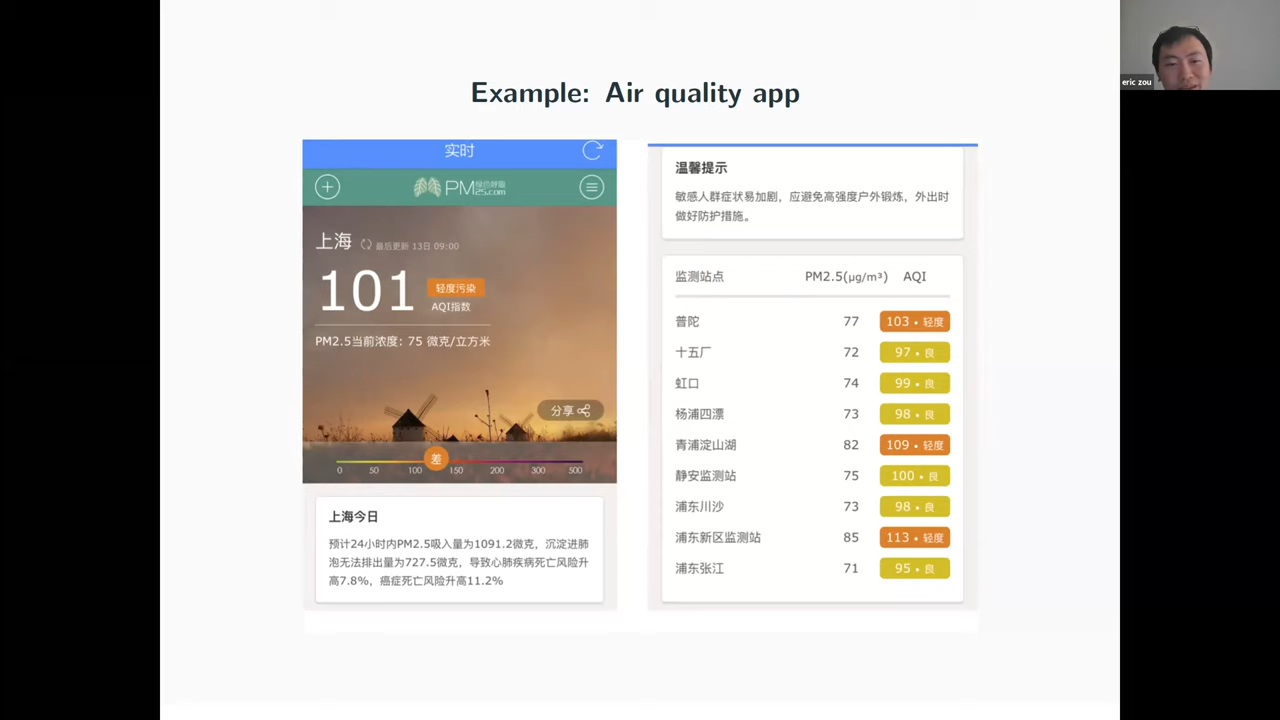 Example: Air quality app
实时
PM25.com 绿色呼吸
上海 最后更新 13日 09:00
101 轻度污染
AQI指数
PM2.5当前浓度: 75 微克/立方米
分享
差
0 50 100 150 200 300 500
上海今日
预计24小时内PM2.5吸入量为1091.2微克，沉淀进肺
泡无法排出量为727.5微克，导致心肺疾病死亡风险升
高7.8%，癌症死亡风险升高11.2%
温馨提示
敏感人群症状易加剧，应避免高强度户外锻炼，外出时
做好防护措施。
监测站点 PM2.5(μg/m³) AQI
普陀 77 103 • 轻度
十五厂 72 97 • 良
虹口 74 99 • 良
杨浦四漂 73 98 • 良
青浦淀山湖 82 109 • 轻度
静安监测站 75 100 • 良
浦东川沙 73 98 • 良
浦东新区监测站 85 113 • 轻度
浦东张江 71 95 • 良
eric zou